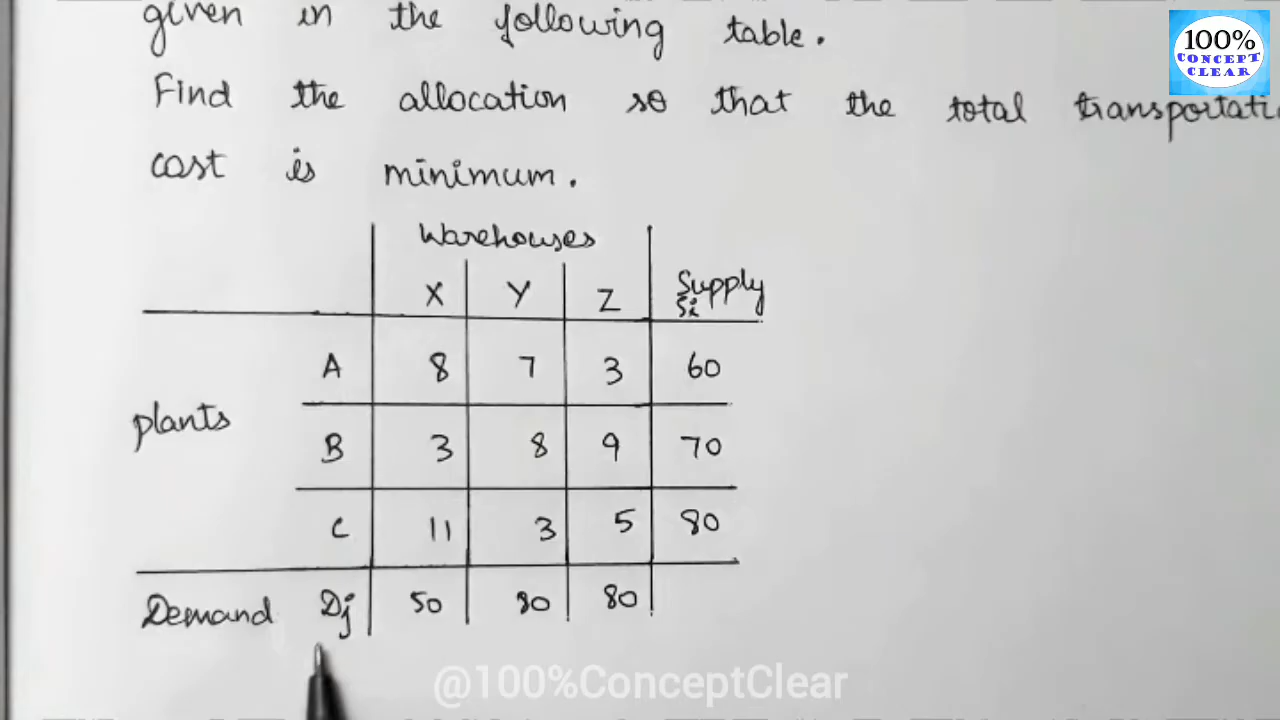 given in the following table.
100%
CONCEPT
CLEAR
Find the allocation so that the total transportati
cost is minimum.
Warehouses
X Y Z Supply
Si
A 8 7 3 60
plants
B 3 8 9 70
C 11 3 5 80
Demand Dj 50 80 80
@100%ConceptClear